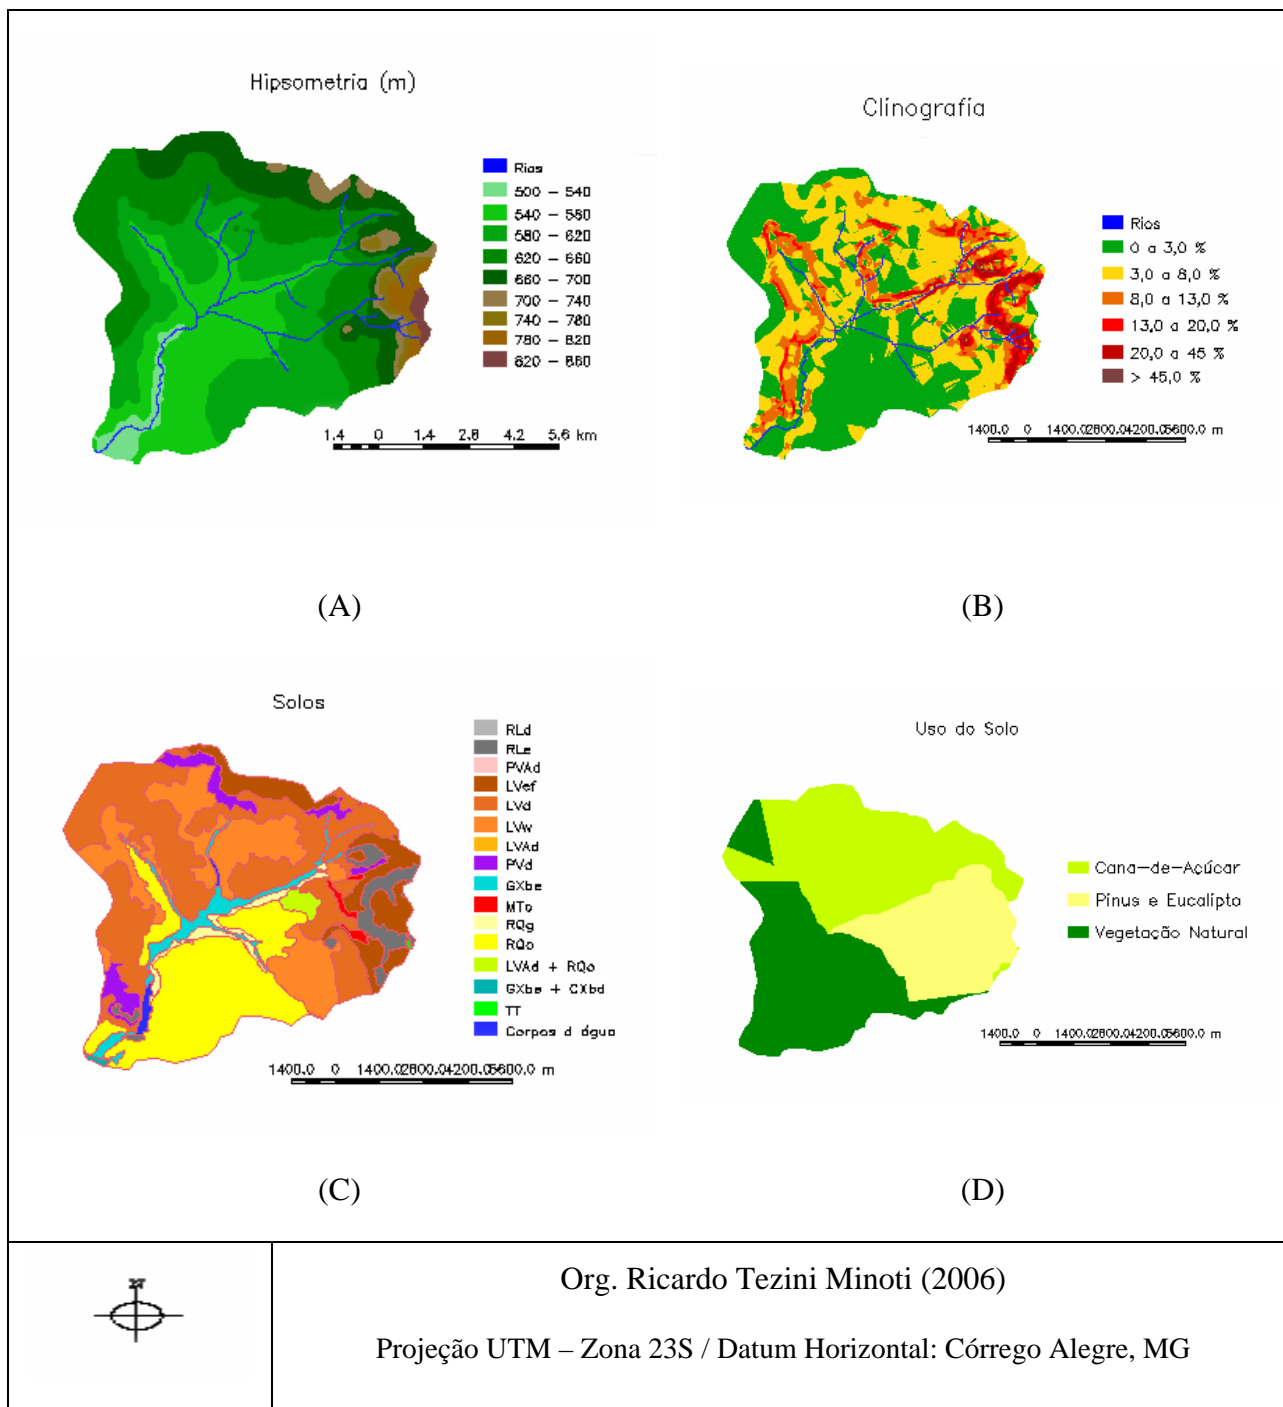 Hipsometria (m)
Rios
500 – 540
540 – 580
580 – 620
620 – 660
660 – 700
700 – 740
740 – 780
780 – 820
820 – 860
1.4 0 1.4 2.8 4.2 5.6 km
(A)
Clinografía
Rios
0 a 3,0 %
3,0 a 8,0 %
8,0 a 13,0 %
13,0 a 20,0 %
20,0 a 45 %
> 45,0 %
1400.0 0 1400.02800.04200.05600.0 m
(B)
Solos
RLd
RLe
PVAd
LVef
LVd
LVw
LVAd
PVd
GXbe
MTo
RQg
RQo
LVAd + RQo
GXbe + CXbd
TT
Corpos d água
1400.0 0 1400.02800.04200.05600.0 m
(C)
Uso do Solo
Cana–de–Açúcar
Pinus e Eucalipto
Vegetação Natural
1400.0 0 1400.02800.04200.05600.0 m
(D)
Org. Ricardo Tezini Minoti (2006)
Projeção UTM – Zona 23S / Datum Horizontal: Córrego Alegre, MG